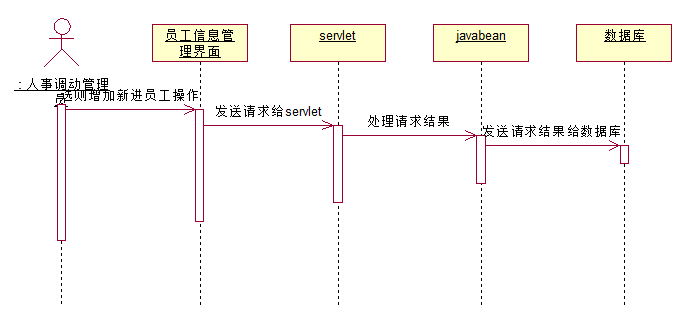 员工信息管
理界面
servlet
javabean
数据库
: 人事调动管理
选则增加新进员工操作
发送请求给servlet
处理请求结果
发送请求结果给数据库